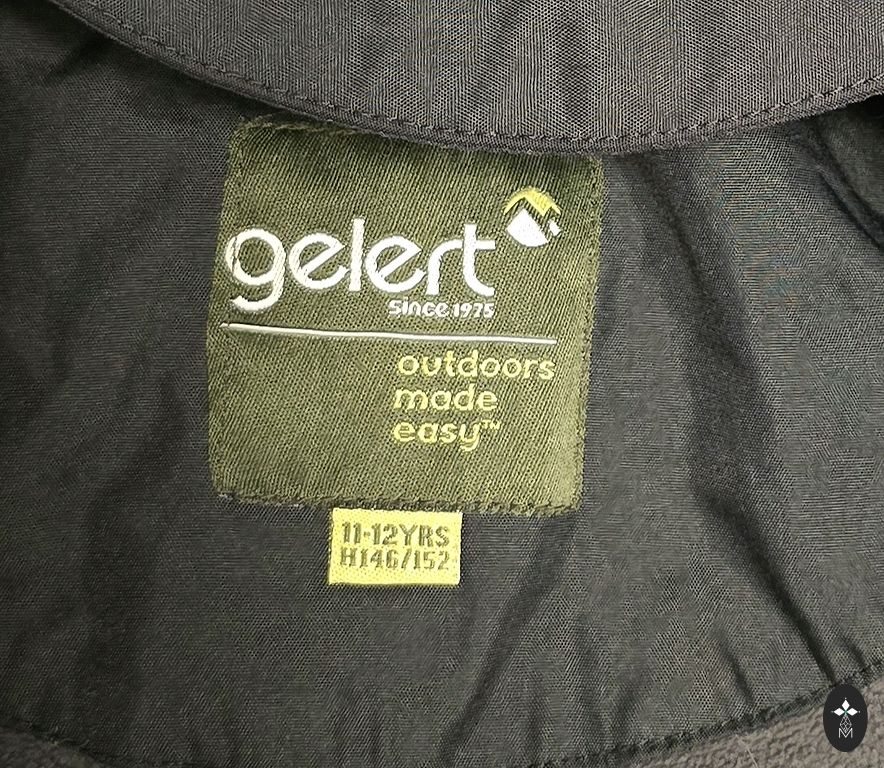 gelert
since 1975
outdoors
made
easy™
11-12YRS
H146/152